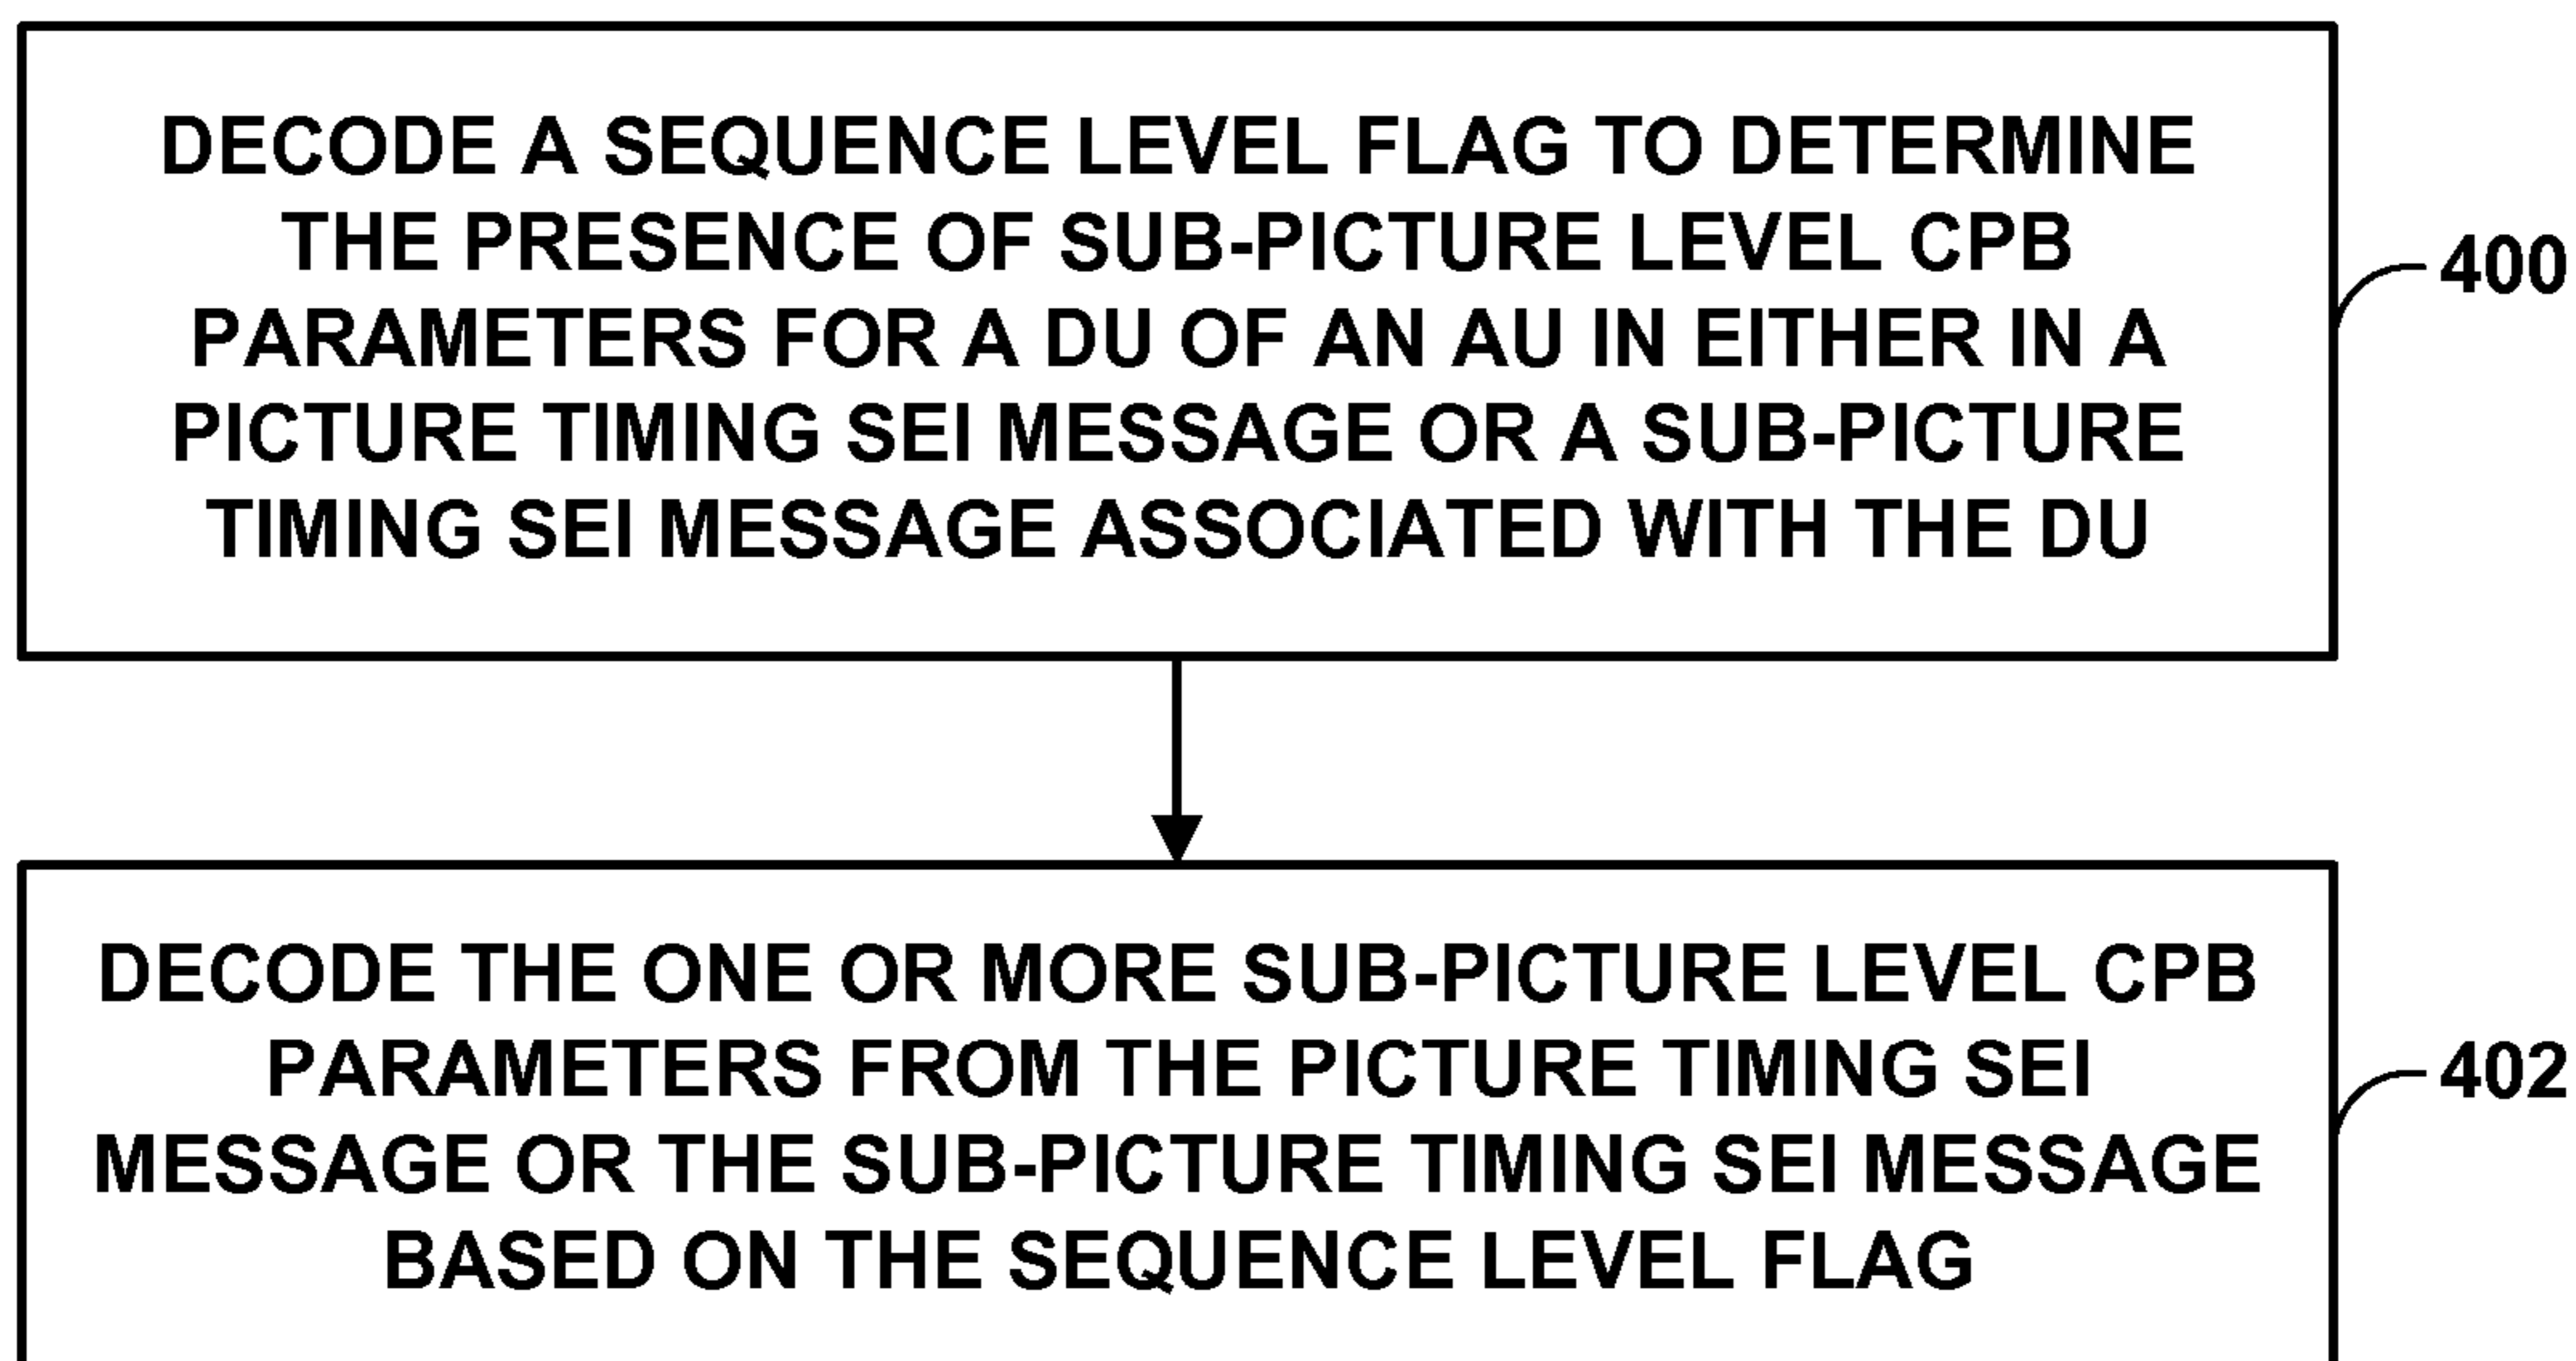 DECODE A SEQUENCE LEVEL FLAG TO DETERMINE
THE PRESENCE OF SUB-PICTURE LEVEL CPB
PARAMETERS FOR A DU OF AN AU IN EITHER IN A
PICTURE TIMING SEI MESSAGE OR A SUB-PICTURE
TIMING SEI MESSAGE ASSOCIATED WITH THE DU
400
DECODE THE ONE OR MORE SUB-PICTURE LEVEL CPB
PARAMETERS FROM THE PICTURE TIMING SEI
MESSAGE OR THE SUB-PICTURE TIMING SEI MESSAGE
BASED ON THE SEQUENCE LEVEL FLAG
402